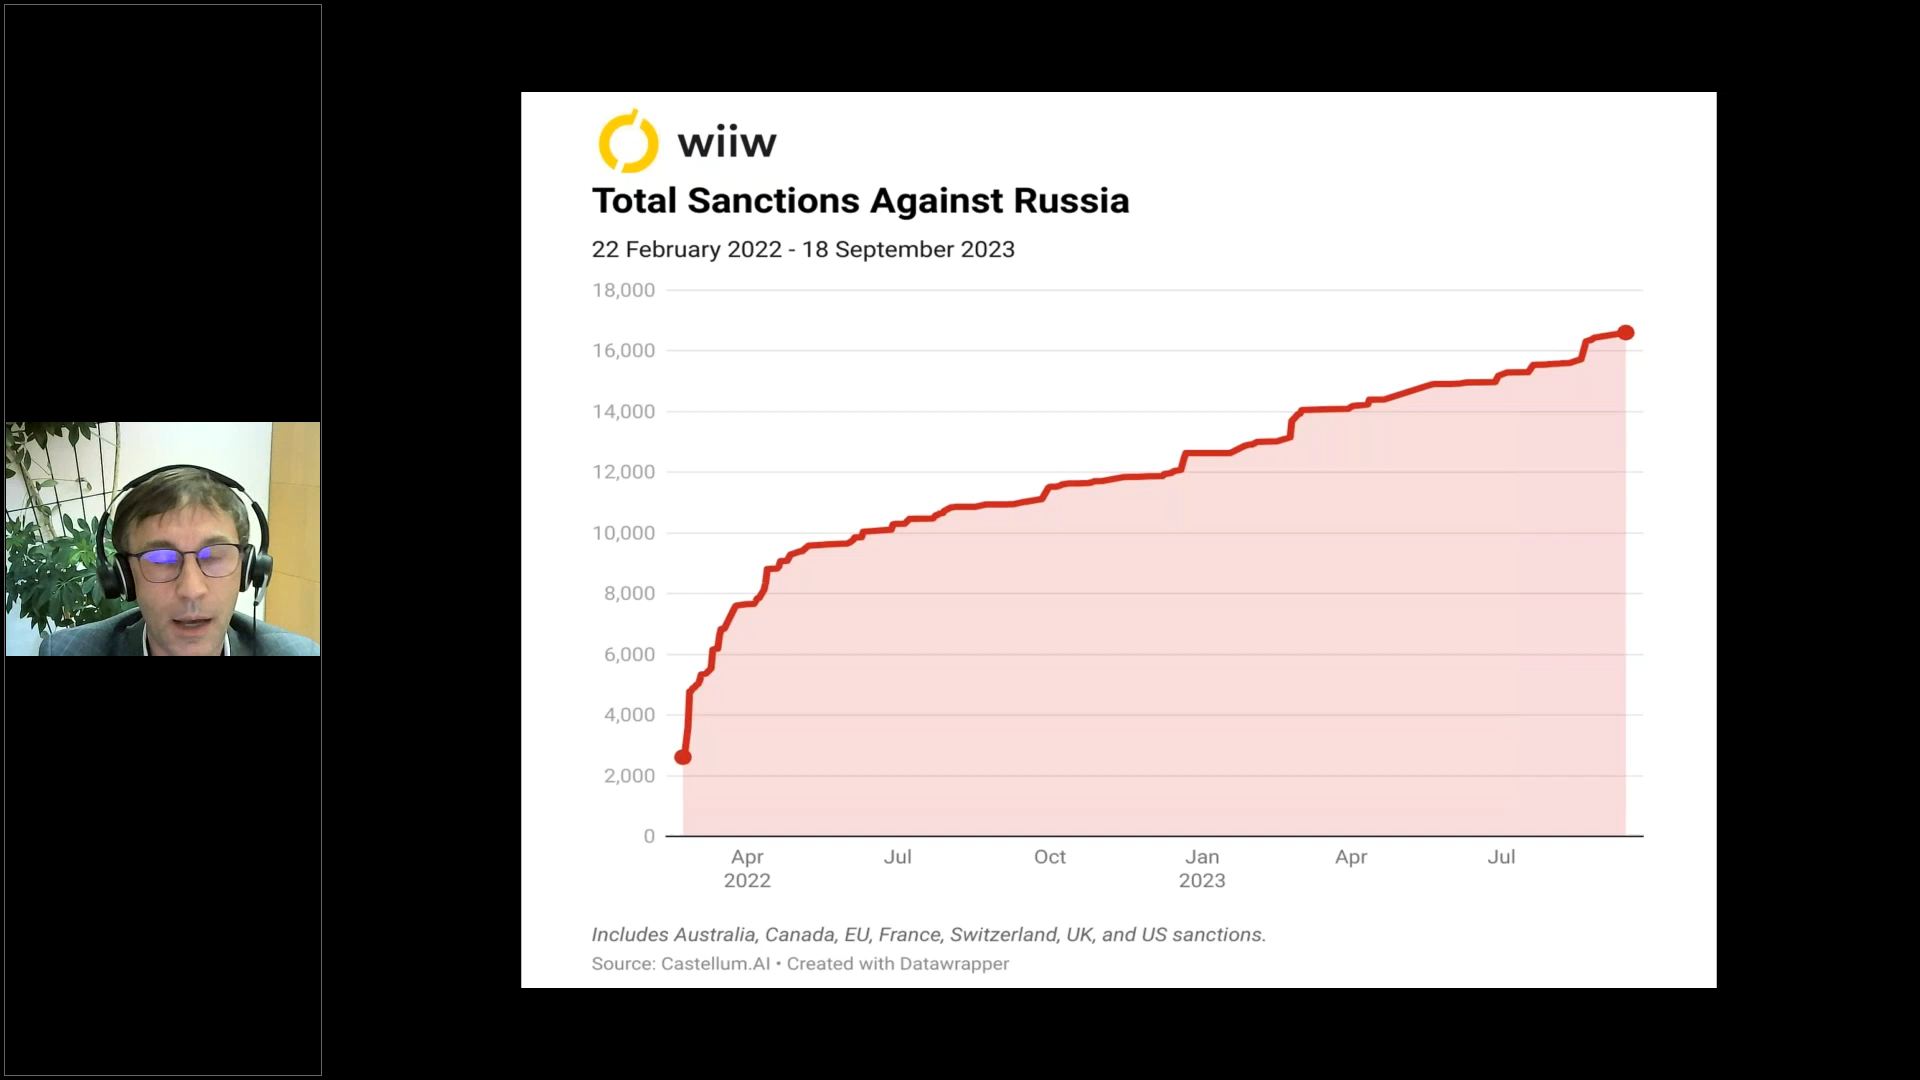 wiiw
Total Sanctions Against Russia
22 February 2022 - 18 September 2023
18,000
16,000
14,000
12,000
10,000
8,000
6,000
4,000
2,000
0
Apr Jul Oct Jan Apr Jul
2022 2023
Includes Australia, Canada, EU, France, Switzerland, UK, and US sanctions.
Source: Castellum.AI • Created with Datawrapper